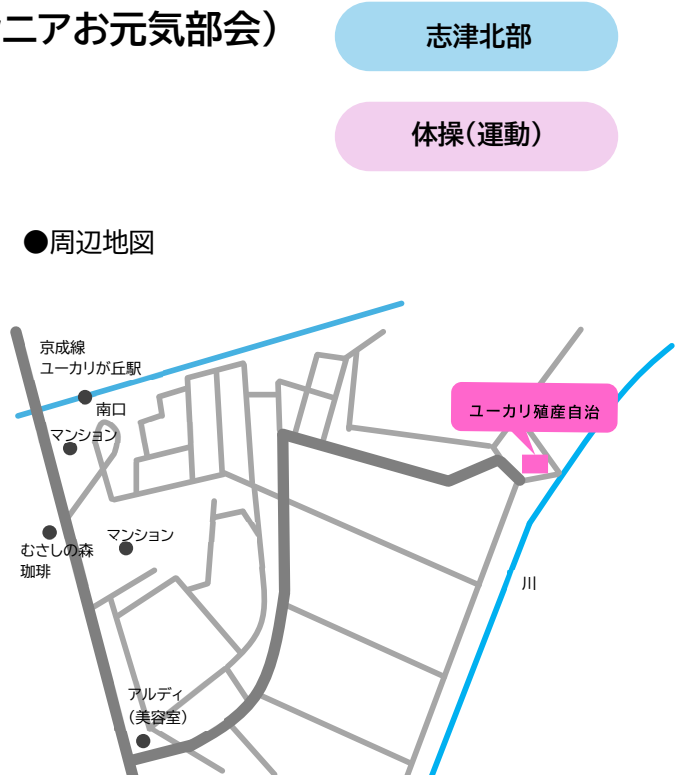 ニアお元気部会）
志津北部
体操（運動）
●周辺地図
京成線
ユーカリが丘駅
南口
マンション
ユーカリ殖産自治
むさしの森
珈琲
マンション
川
アルディ
（美容室）